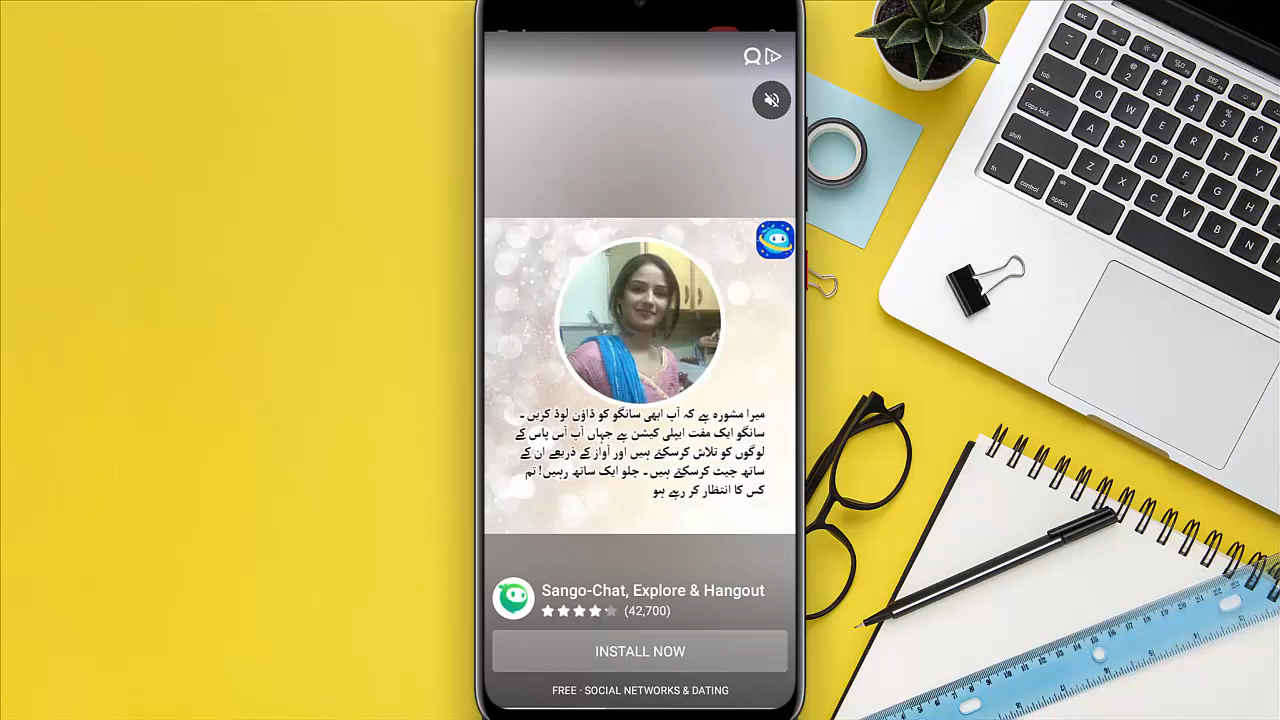 میرا مشورہ ہے کہ آپ ابھی سانگو کو ڈاؤن لوڈ کریں ۔
سانگو ایک مفت ایپلی کیشن ہے جہاں آپ آس پاس کے
لوگوں کو تلاش کرسکتے ہیں اور آواز کے ذریعے ان کے
ساتھ چیٹ کرسکتے ہیں ۔ چلو ایک ساتھ رہیں! تم
کس کا انتظار کر رہے ہو
Sango-Chat, Explore & Hangout
(42,700)
INSTALL NOW
FREE · SOCIAL NETWORKS & DATING